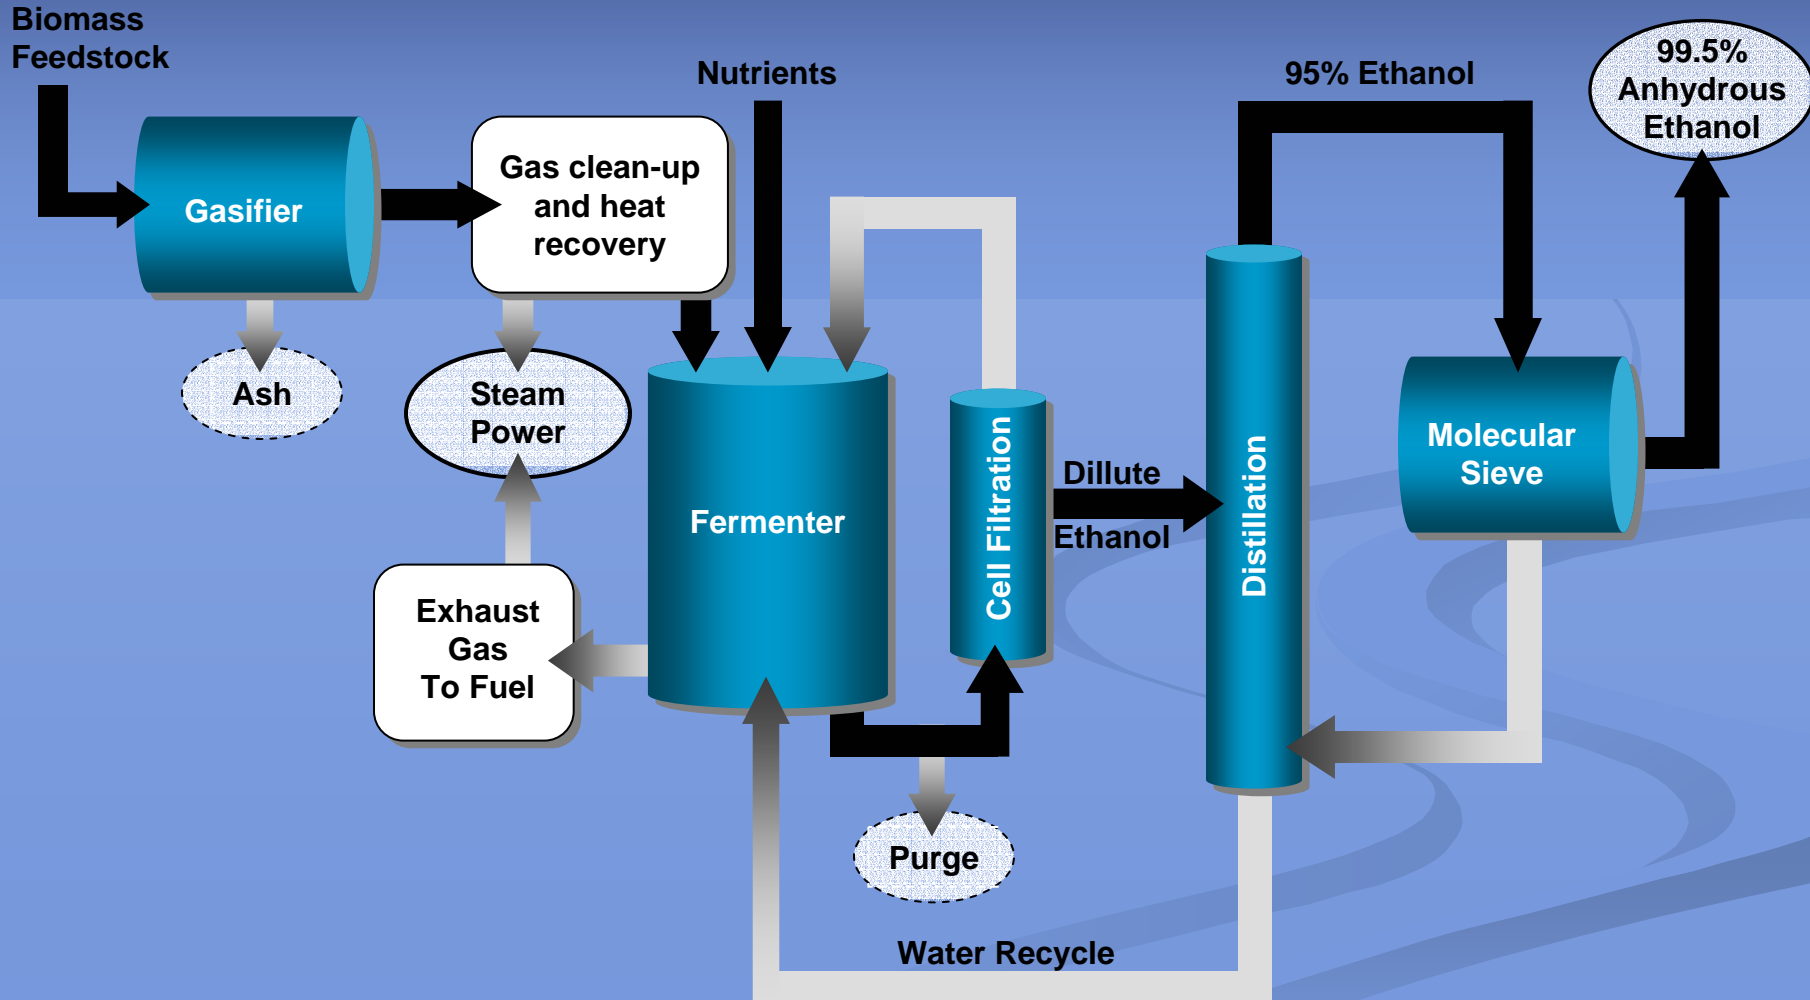 Biomass
Feedstock
Nutrients
95% Ethanol
99.5%
Anhydrous
Ethanol
Gasifier
Gas clean-up
and heat
recovery
Ash
Steam
Power
Fermenter
Cell Filtration
Dillute
Ethanol
Distillation
Molecular
Sieve
Exhaust
Gas
To Fuel
Purge
Water Recycle